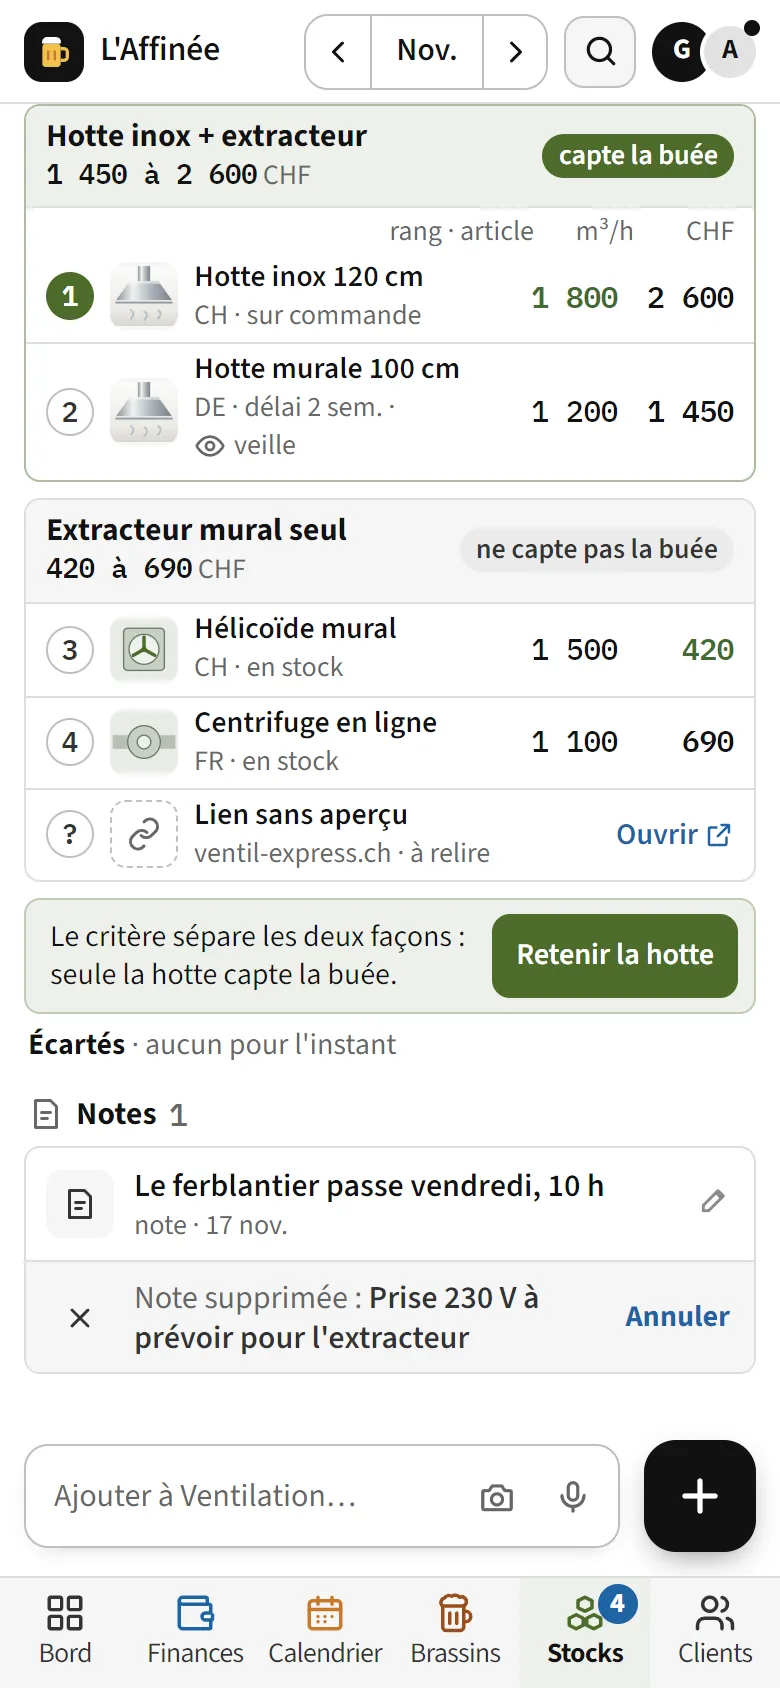 L'Affinée
Nov.
G
A
Hotte inox + extracteur
1 450 à 2 600 CHF
capte la buée
rang · article
m³/h
CHF
1
Hotte inox 120 cm
CH · sur commande
1 800
2 600
2
Hotte murale 100 cm
DE · délai 2 sem. ·
veille
1 200
1 450
Extracteur mural seul
420 à 690 CHF
ne capte pas la buée
3
Hélicoïde mural
CH · en stock
1 500
420
4
Centrifuge en ligne
FR · en stock
1 100
690
?
Lien sans aperçu
ventil-express.ch · à relire
Ouvrir
Le critère sépare les deux façons :
seule la hotte capte la buée.
Retenir la hotte
Écartés · aucun pour l'instant
Notes 1
Le ferblantier passe vendredi, 10 h
note · 17 nov.
Note supprimée : Prise 230 V à
prévoir pour l'extracteur
Annuler
Ajouter à Ventilation…
4
Bord
Finances
Calendrier
Brassins
Stocks
Clients